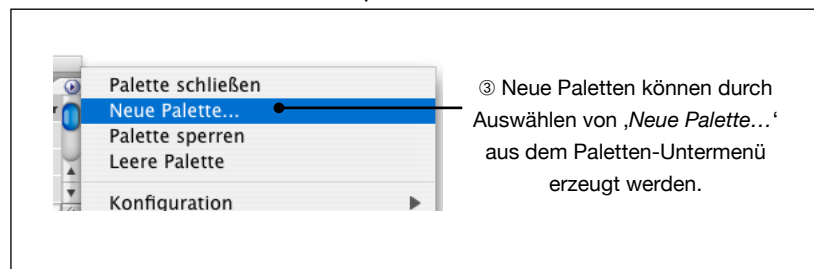 Palette schließen
Neue Palette...
Palette sperren
Leere Palette
Konfiguration
③ Neue Paletten können durch
Auswählen von ‚Neue Palette…‘
aus dem Paletten-Untermenü
erzeugt werden.